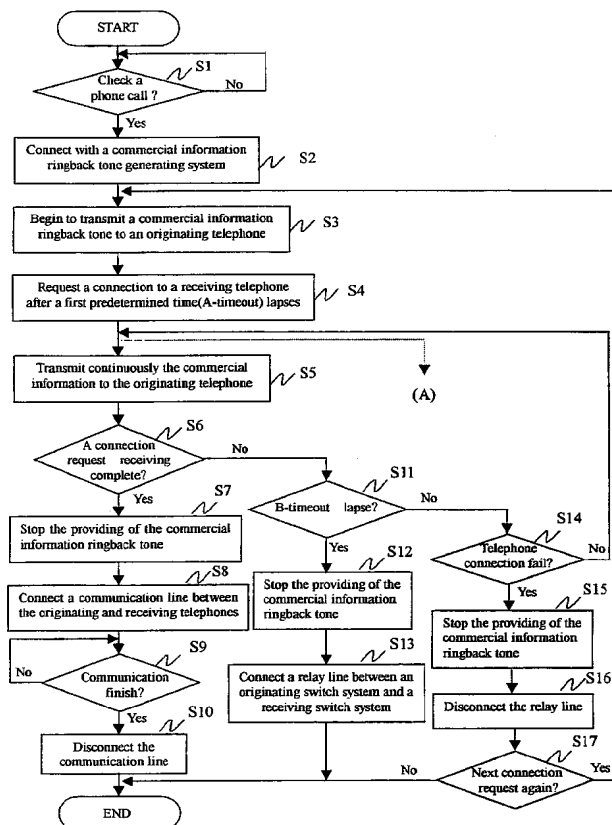 START
S1
Check a
phone call ?
No
Yes
Connect with a commercial information
ringback tone generating system
S2
Begin to transmit a commercial information
ringback tone to an originating telephone
S3
Request a connection to a receiving telephone
after a first predetermined time(A-timeout) lapses
S4
Transmit continuously the commercial
information to the originating telephone
S5
(A)
S6
A connection
request receiving
complete?
No
Yes
S7
Stop the providing of the commercial
information ringback tone
S8
Connect a communication line between
the originating and receiving telephones
S9
No
Communication
finish?
Yes
S10
Disconnect the
communication line
END
S11
B-timeout lapse?
No
Yes
S12
Stop the providing of the
commercial information
ringback tone
S13
Connect a relay line between an
originating switch system and a
receiving switch system
S14
Telephone
connection fail?
No
Yes
S15
Stop the providing of the
commercial information
ringback tone
S16
Disconnect the relay line
S17
No
Next connection
request again?
Yes